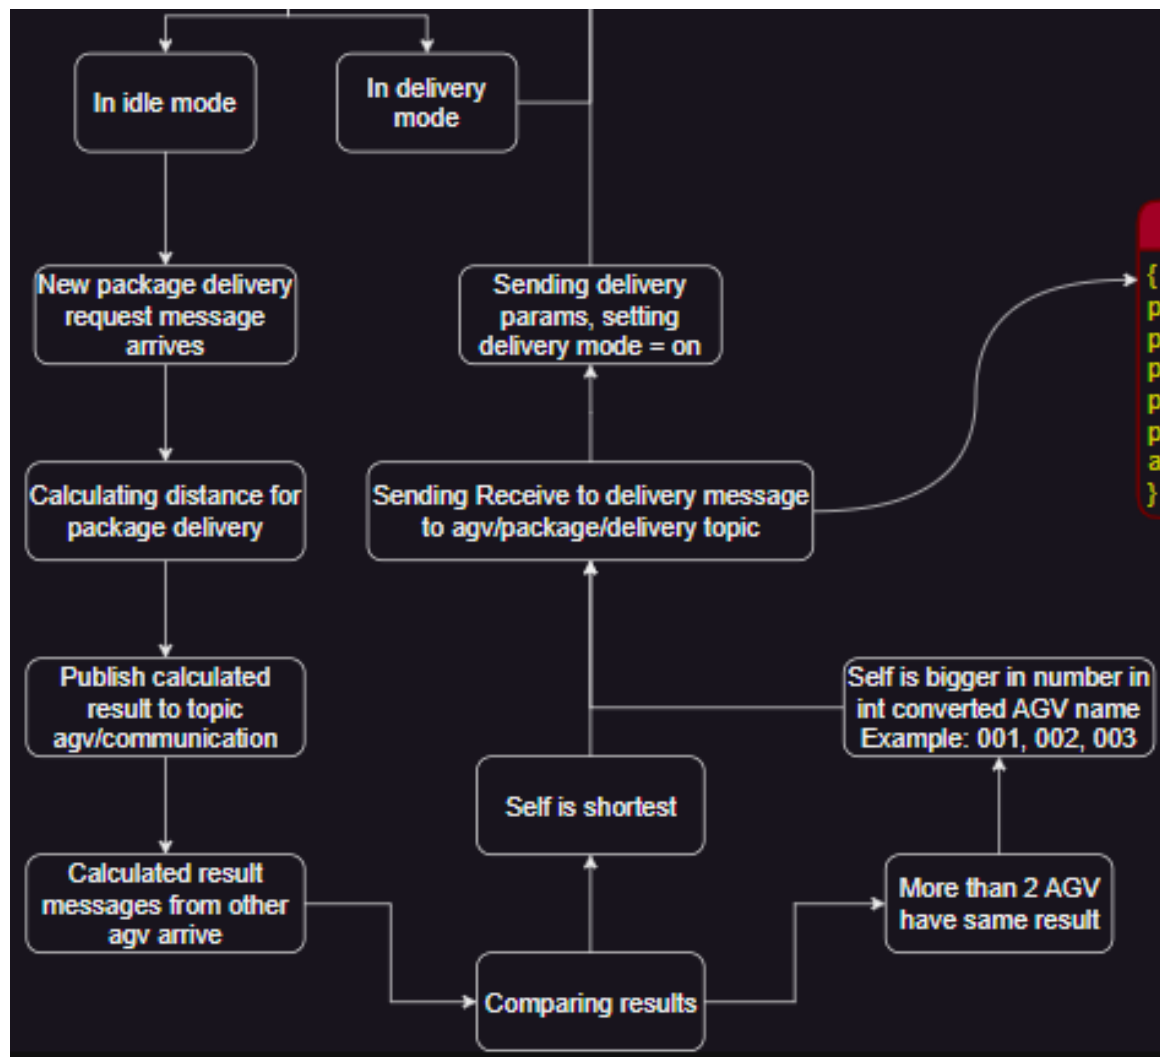 In idle mode
In delivery
mode
New package delivery
request message
arrives
Sending delivery
params, setting
delivery mode = on
{
p
p
p
p
p
a
}
Calculating distance for
package delivery
Sending Receive to delivery message
to agv/package/delivery topic
Publish calculated
result to topic
agv/communication
Self is bigger in number in
int converted AGV name
Example: 001, 002, 003
Self is shortest
Calculated result
messages from other
agv arrive
More than 2 AGV
have same result
Comparing results